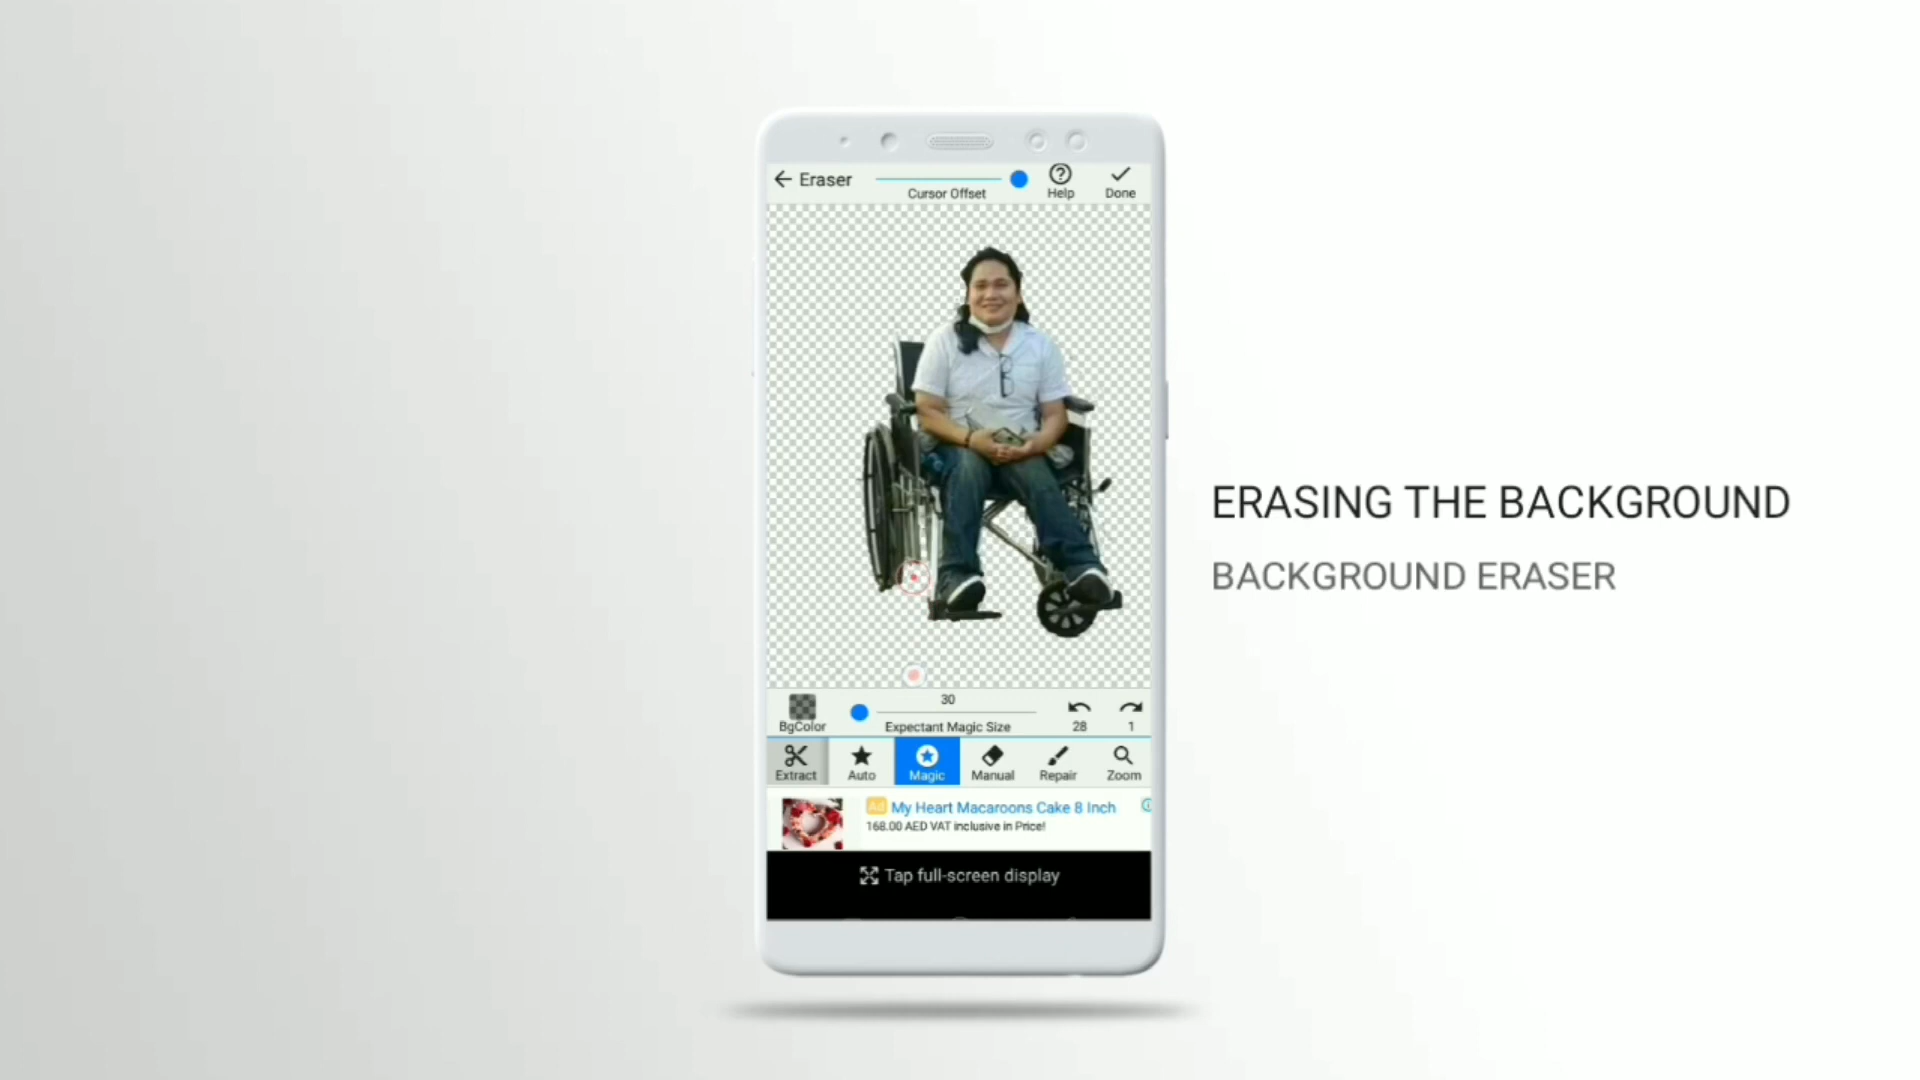 Eraser
Cursor Offset
Help
Done
ERASING THE BACKGROUND
BACKGROUND ERASER
BgColor
30
Expectant Magic Size
28
1
Extract
Auto
Magic
Manual
Repair
Zoom
Ad My Heart Macaroons Cake 8 Inch
168.00 AED VAT inclusive in Price!
Tap full-screen display